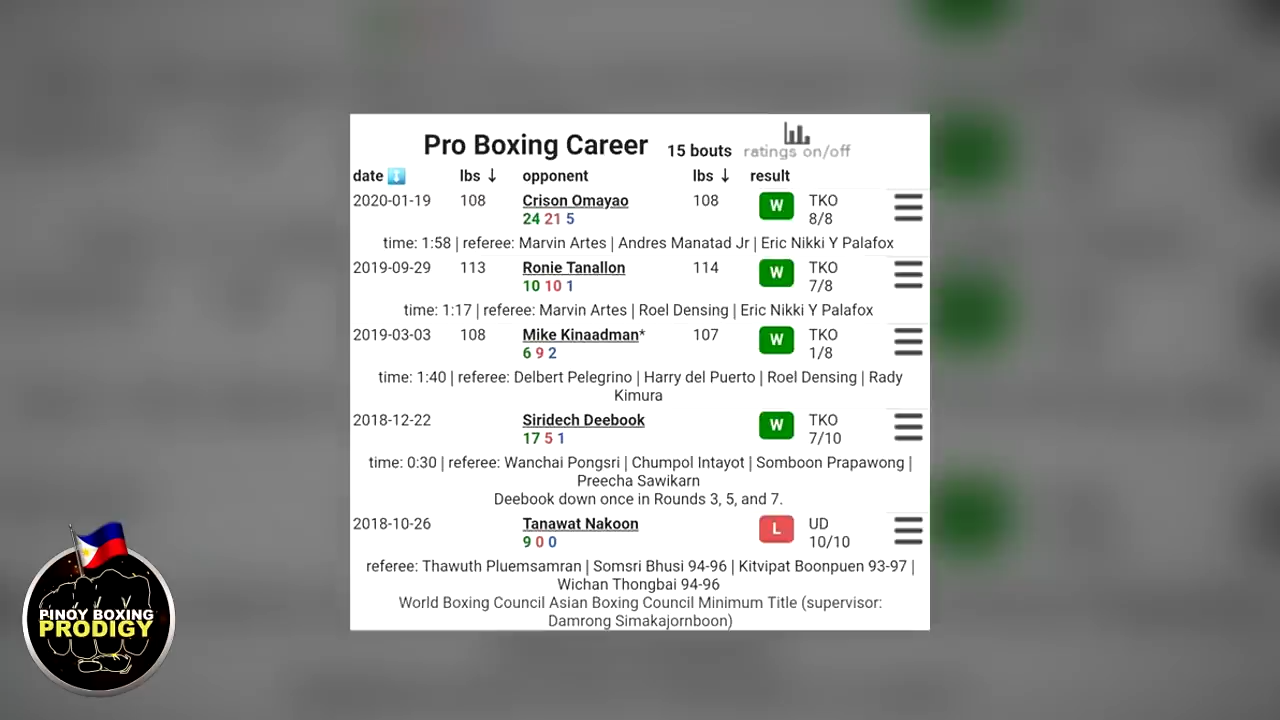 Pro Boxing Career 15 bouts ratings on/off
date lbs ↓ opponent lbs ↓ result
2020-01-19 108 Crison Omayao 108 W TKO
24 21 5 8/8
time: 1:58 | referee: Marvin Artes | Andres Manatad Jr | Eric Nikki Y Palafox
2019-09-29 113 Ronie Tanallon 114 W TKO
10 10 1 7/8
time: 1:17 | referee: Marvin Artes | Roel Densing | Eric Nikki Y Palafox
2019-03-03 108 Mike Kinaadman* 107 W TKO
6 9 2 1/8
time: 1:40 | referee: Delbert Pelegrino | Harry del Puerto | Roel Densing | Rady
Kimura
2018-12-22 Siridech Deebook W TKO
17 5 1 7/10
time: 0:30 | referee: Wanchai Pongsri | Chumpol Intayot | Somboon Prapawong |
Preecha Sawikarn
Deebook down once in Rounds 3, 5, and 7.
2018-10-26 Tanawat Nakoon L UD
9 0 0 10/10
referee: Thawuth Pluemsamran | Somsri Bhusi 94-96 | Kitvipat Boonpuen 93-97 |
Wichan Thongbai 94-96
World Boxing Council Asian Boxing Council Minimum Title (supervisor:
Damrong Simakajornboon)
PINOY BOXING
PRODIGY